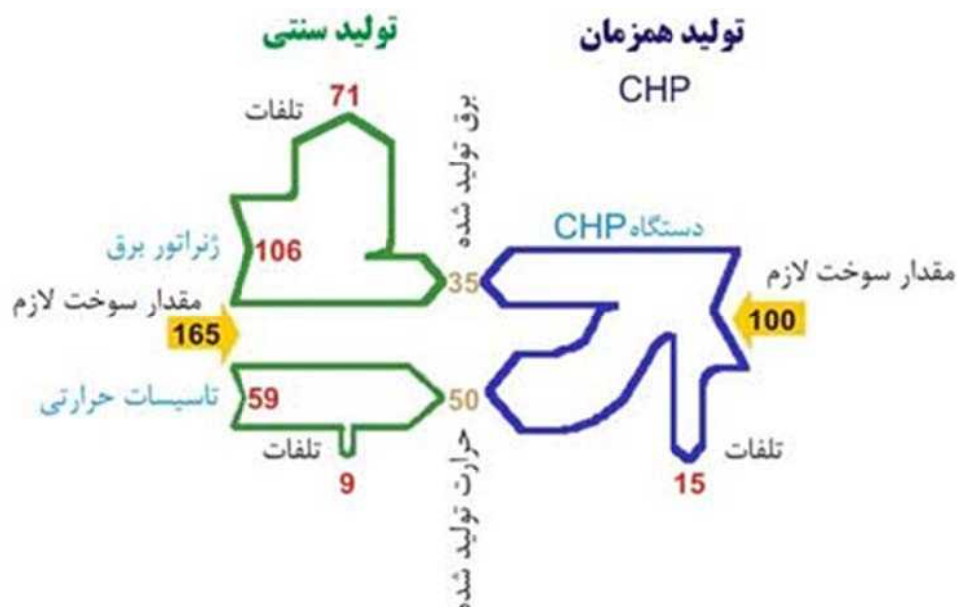 تولید همزمان
CHP
تولید سنتی
71
تلفات
برق تولید شده
دستگاه CHP
ژنراتور برق
106
35
مقدار سوخت لازم
100
مقدار سوخت لازم
165
تاسیسات حرارتی
59
50
تلفات
9
تلفات
15
حرارت تولید شده